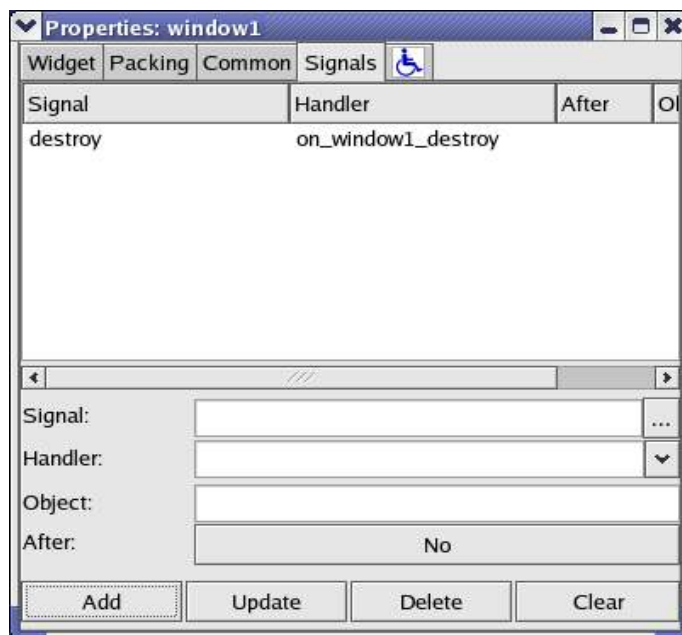 Properties: window1
Widget Packing Common Signals
Signal Handler After
destroy on_window1_destroy
Signal: ...
Handler:
Object:
After: No
Add Update Delete Clear